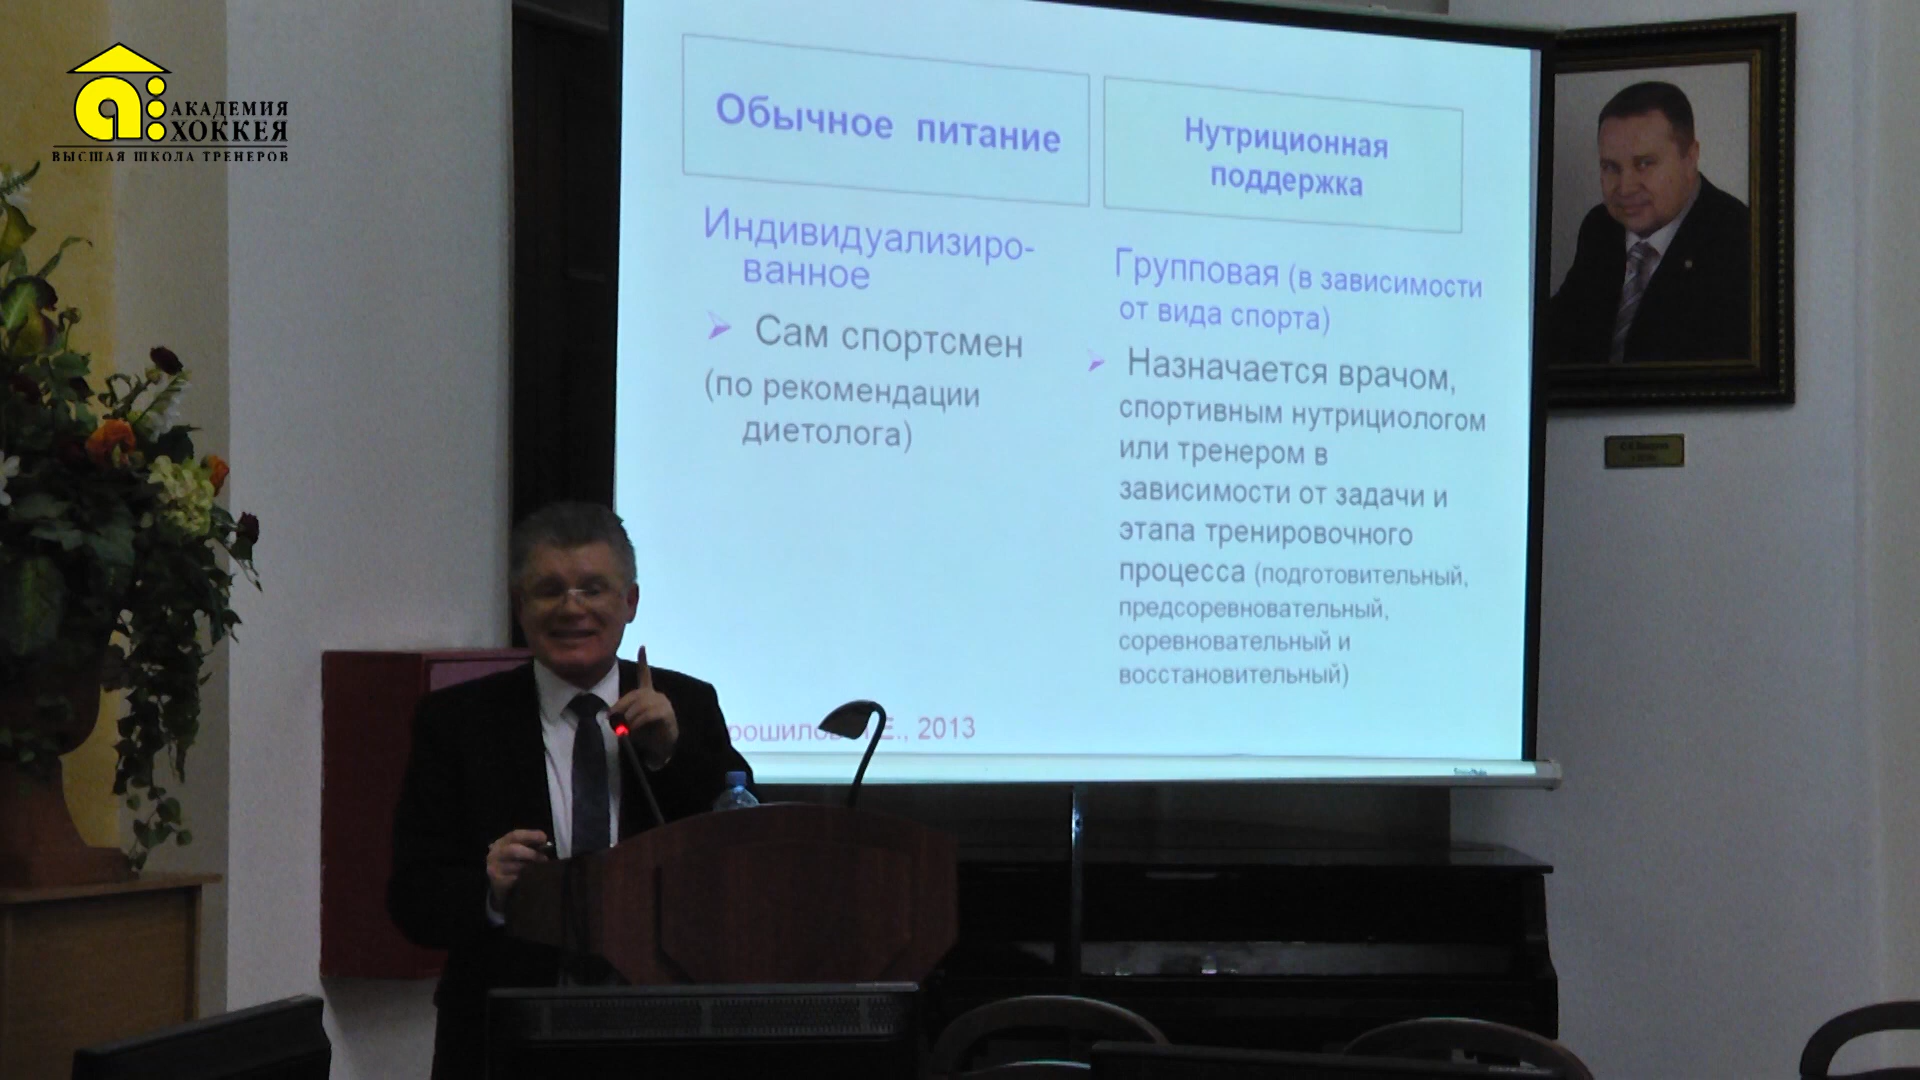 АКАДЕМИЯ
ХОККЕЯ
ВЫСШАЯ ШКОЛА ТРЕНЕРОВ
Обычное питание
Индивидуализиро-
ванное
Сам спортсмен
(по рекомендации
диетолога)
Нутриционная
поддержка
Групповая (в зависимости
от вида спорта)
Назначается врачом,
спортивным нутрициологом
или тренером в
зависимости от задачи и
этапа тренировочного
процесса (подготовительный,
предсоревновательный,
соревновательный и
восстановительный)
2013